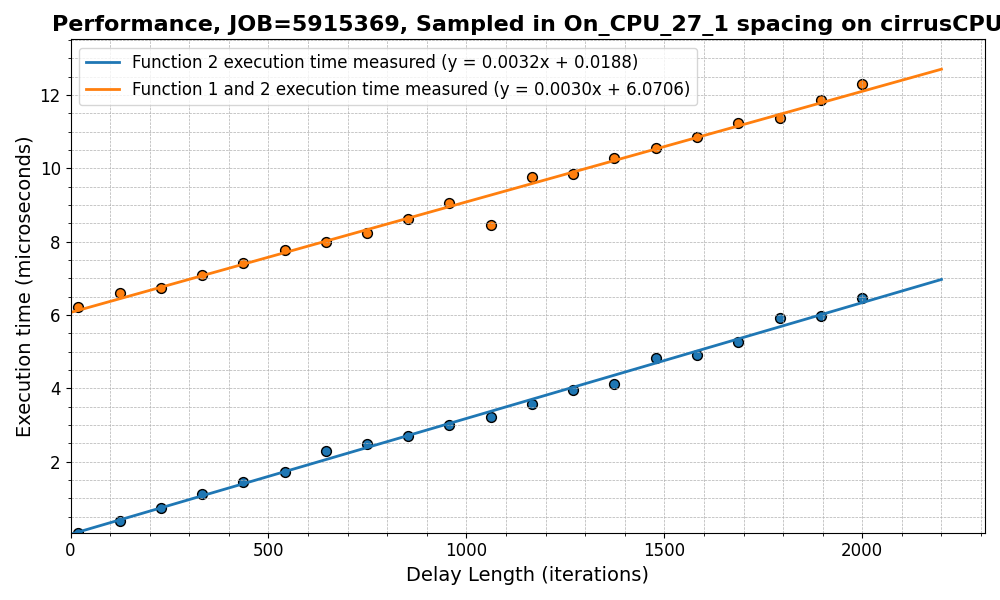 Performance, JOB=5915369, Sampled in On_CPU_27_1 spacing on cirrusCPU
Function 2 execution time measured (y = 0.0032x + 0.0188)
Function 1 and 2 execution time measured (y = 0.0030x + 6.0706)
Execution time (microseconds)
12
10
8
6
4
2
0
500
1000
1500
2000
Delay Length (iterations)